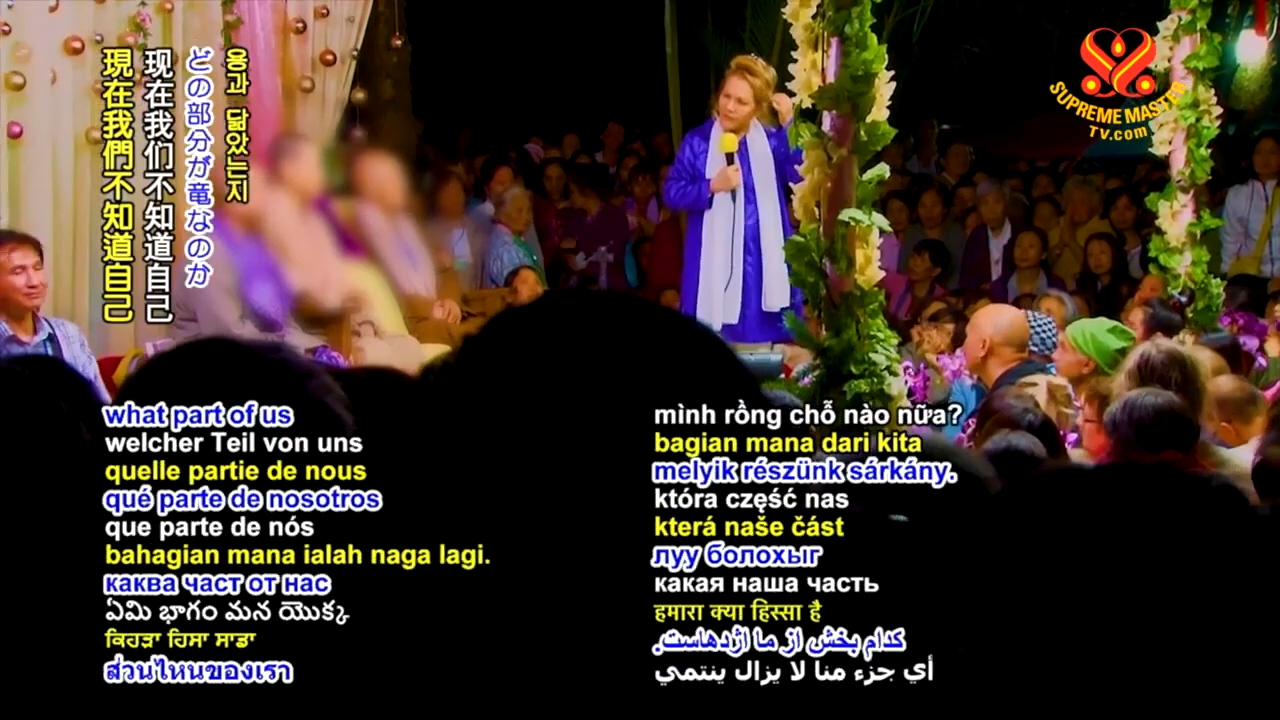 SUPREME MASTER
TV.com
용과 닮았는지
どの部分が竜なのか
现在我们不知道自己
現在我們不知道自己
what part of us
welcher Teil von uns
quelle partie de nous
qué parte de nosotros
que parte de nós
bahagian mana ialah naga lagi.
каква част от нас
ఏమి భాగం మన యొక్క
ਕਿਹੜਾ ਹਿਸਾ ਸਾਡਾ
ส่วนไหนของเรา
mình rồng chỗ nào nữa?
bagian mana dari kita
melyik részünk sárkány.
która część nas
která naše část
луу болохыг
какая наша часть
हमारा क्या हिस्सा है
کدام بخش از ما اژدهاست.
أي جزء منا لا يزال ينتمي